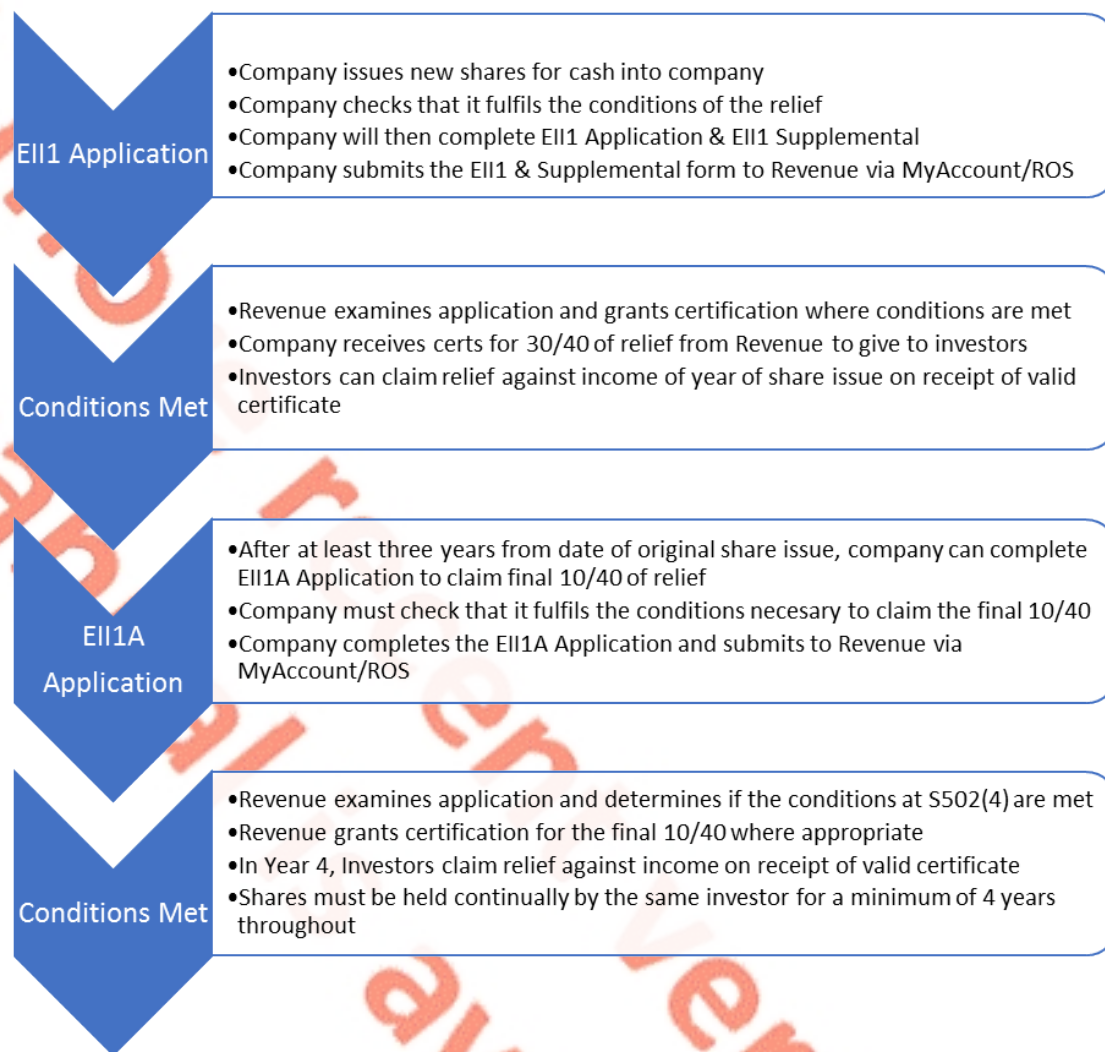 EII1 Application
•Company issues new shares for cash into company
•Company checks that it fulfils the conditions of the relief
•Company will then complete EII1 Application & EII1 Supplemental
•Company submits the EII1 & Supplemental form to Revenue via MyAccount/ROS
Conditions Met
•Revenue examines application and grants certification where conditions are met
•Company receives certs for 30/40 of relief from Revenue to give to investors
•Investors can claim relief against income of year of share issue on receipt of valid
certificate
EII1A
Application
•After at least three years from date of original share issue, company can complete
EII1A Application to claim final 10/40 of relief
•Company must check that it fulfils the conditions necesary to claim the final 10/40
•Company completes the EII1A Application and submits to Revenue via
MyAccount/ROS
Conditions Met
•Revenue examines application and determines if the conditions at S502(4) are met
•Revenue grants certification for the final 10/40 where appropriate
•In Year 4, Investors claim relief against income on receipt of valid certificate
•Shares must be held continually by the same investor for a minimum of 4 years
throughout
recent